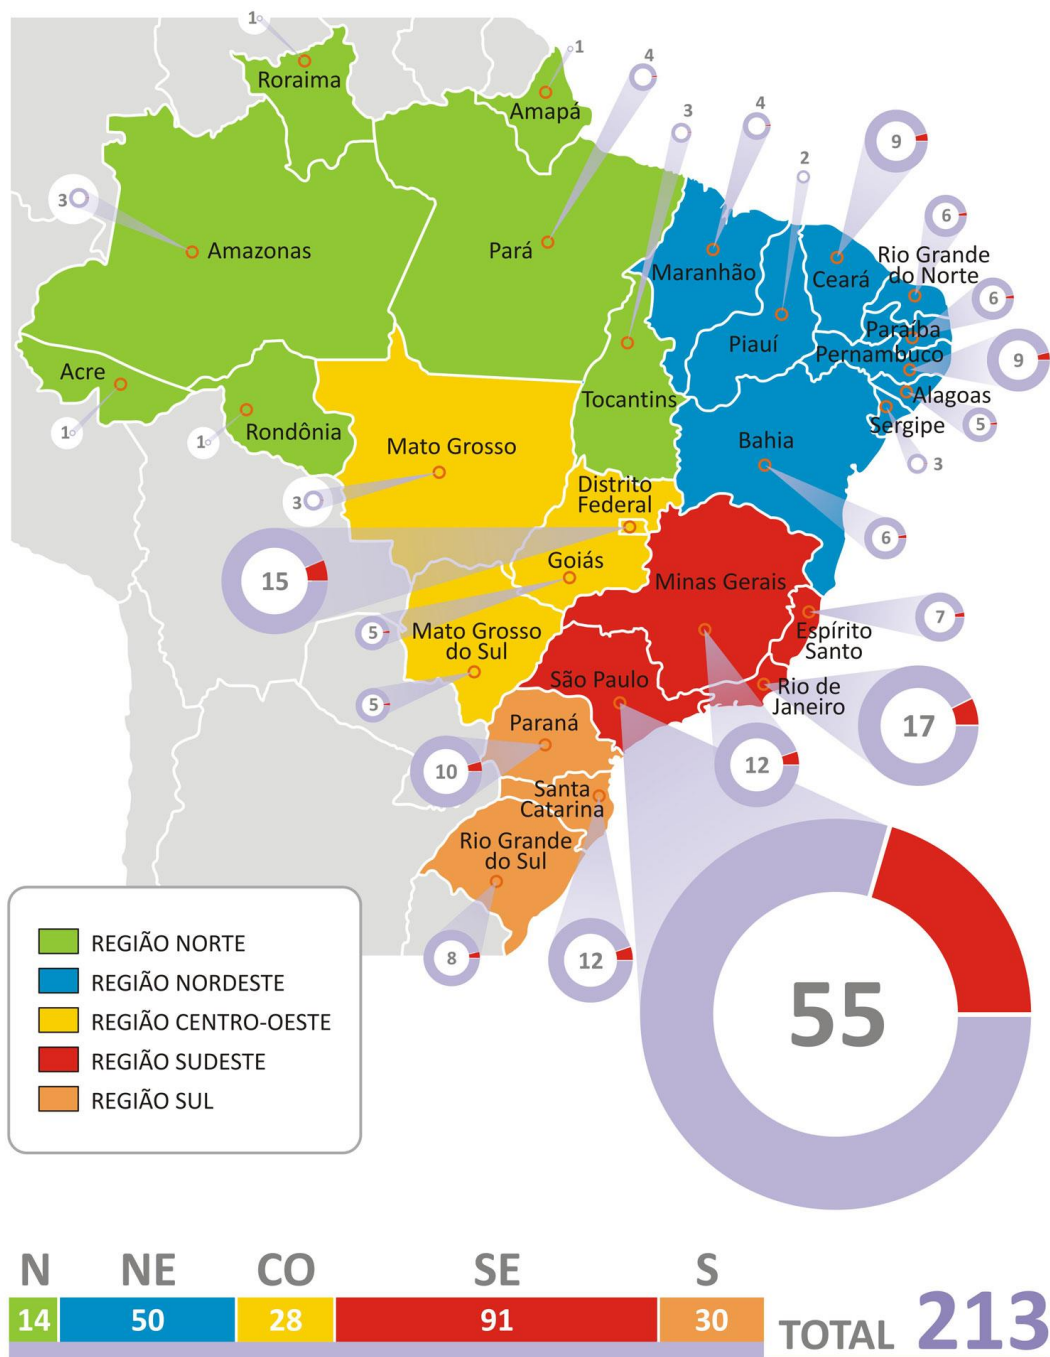 1
Roraima
1
Amapá
4
3
4
2
9
6
3
Amazonas
Pará
Maranhão
Ceará
Rio Grande
do Norte
6
Paraíba
Piauí
Pernambuco
9
Acre
1
Tocantins
Alagoas
5
Sergipe
3
1
Rondônia
Mato Grosso
3
Bahia
6
Distrito
Federal
15
Goiás
Minas Gerais
5
Mato Grosso
do Sul
7
Espírito
Santo
5
São Paulo
Rio de
Janeiro
17
Paraná
10
12
Santa
Catarina
Rio Grande
do Sul
8
12
55
REGIÃO NORTE
REGIÃO NORDESTE
REGIÃO CENTRO-OESTE
REGIÃO SUDESTE
REGIÃO SUL
N NE CO SE S
14 50 28 91 30
TOTAL 213